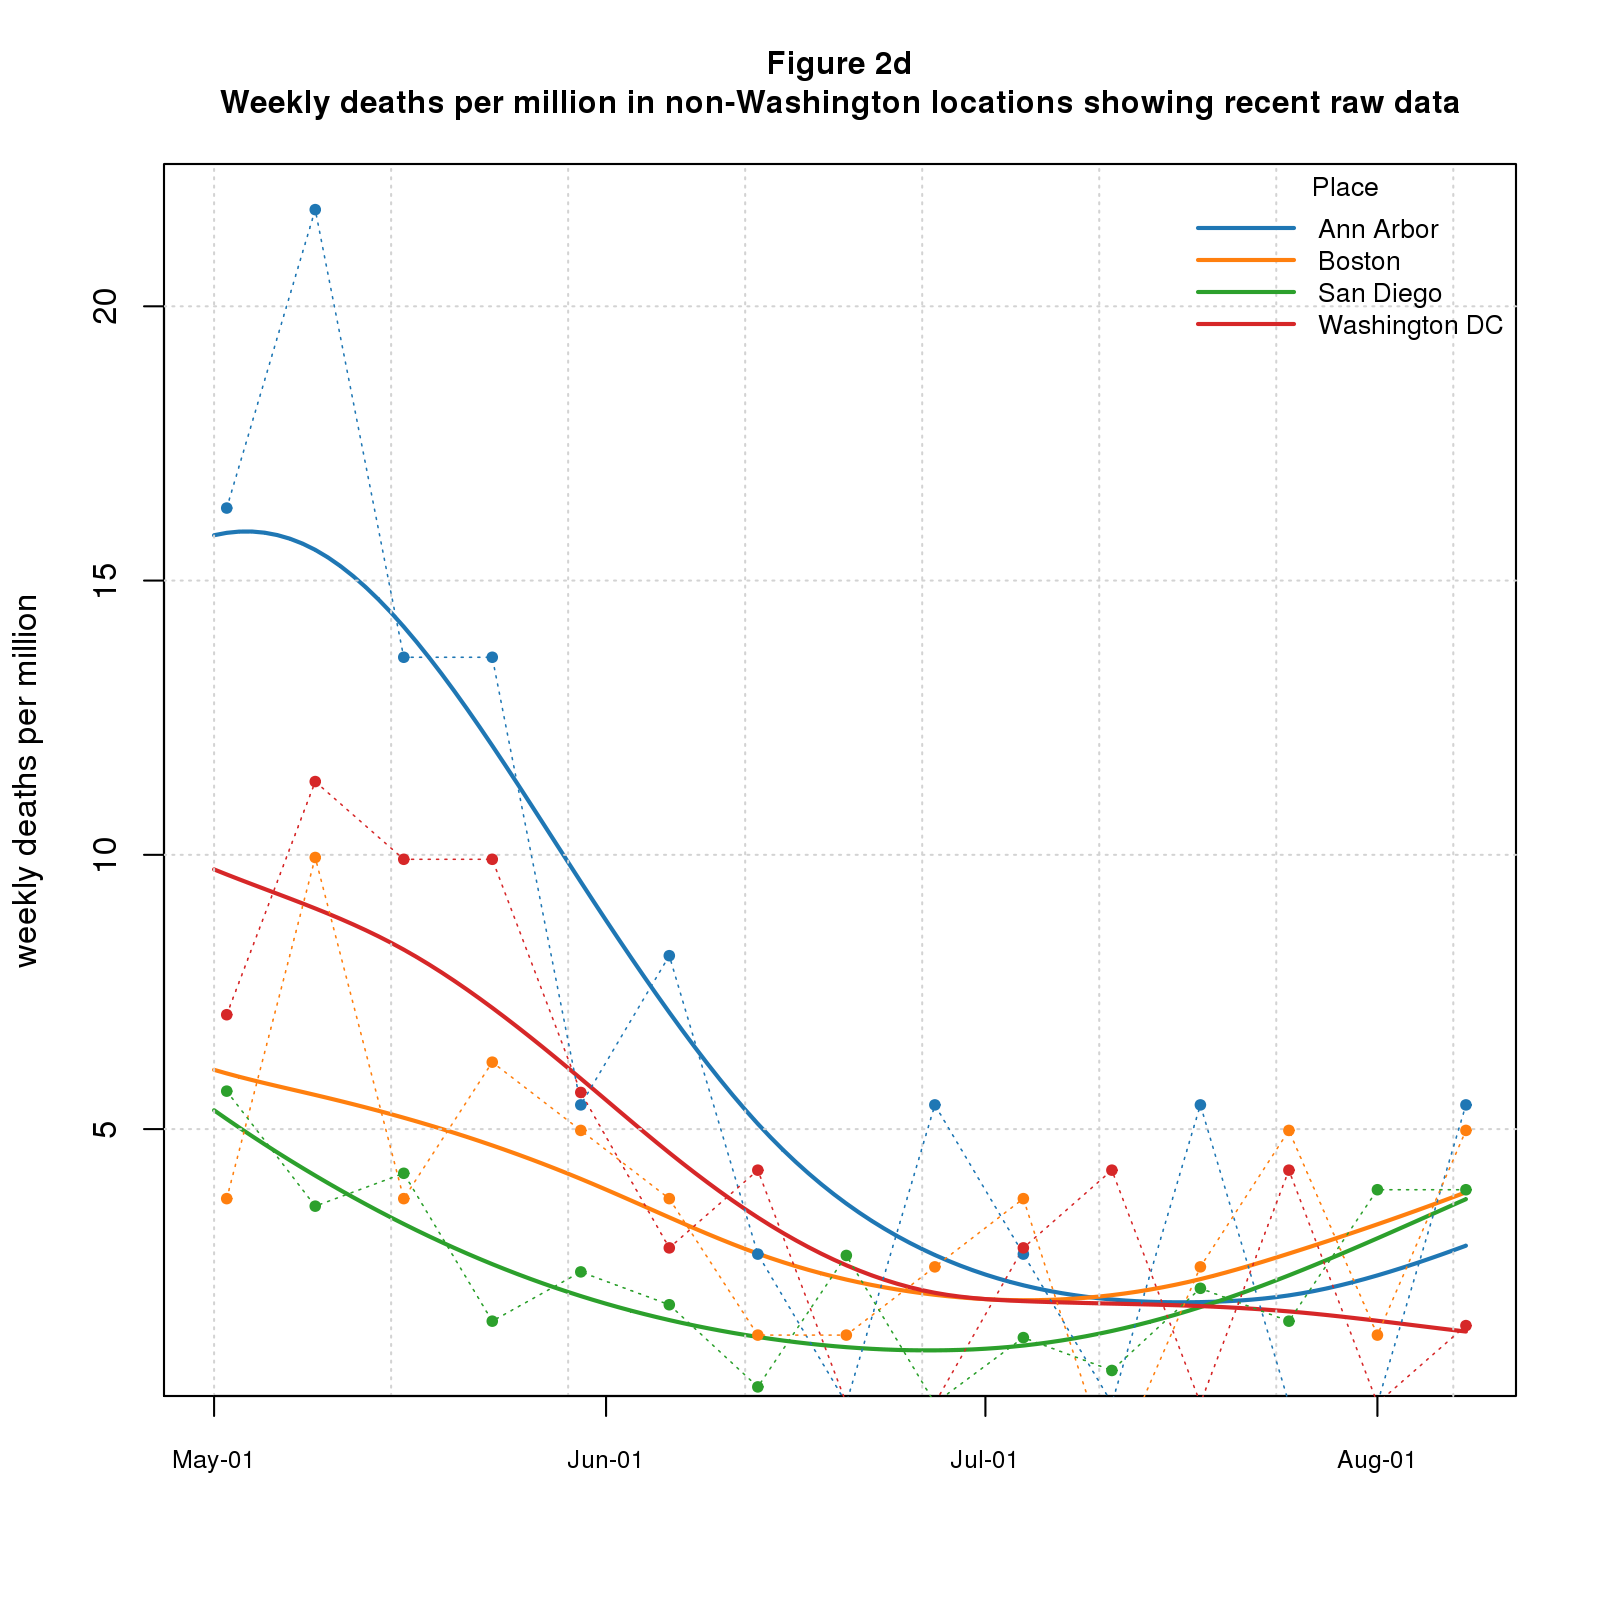 Figure 2d
Weekly deaths per million in non-Washington locations showing recent raw data
Place
Ann Arbor
Boston
San Diego
Washington DC
weekly deaths per million
20
15
10
5
May-01
Jun-01
Jul-01
Aug-01